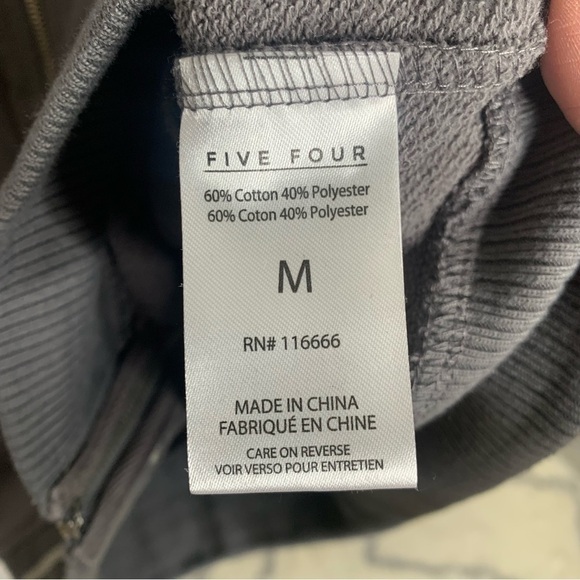 FIVE FOUR
60% Cotton 40% Polyester
60% Coton 40% Polyester
M
RN# 116666
MADE IN CHINA
FABRIQUÉ EN CHINE
CARE ON REVERSE
VOIR VERSO POUR ENTRETIEN